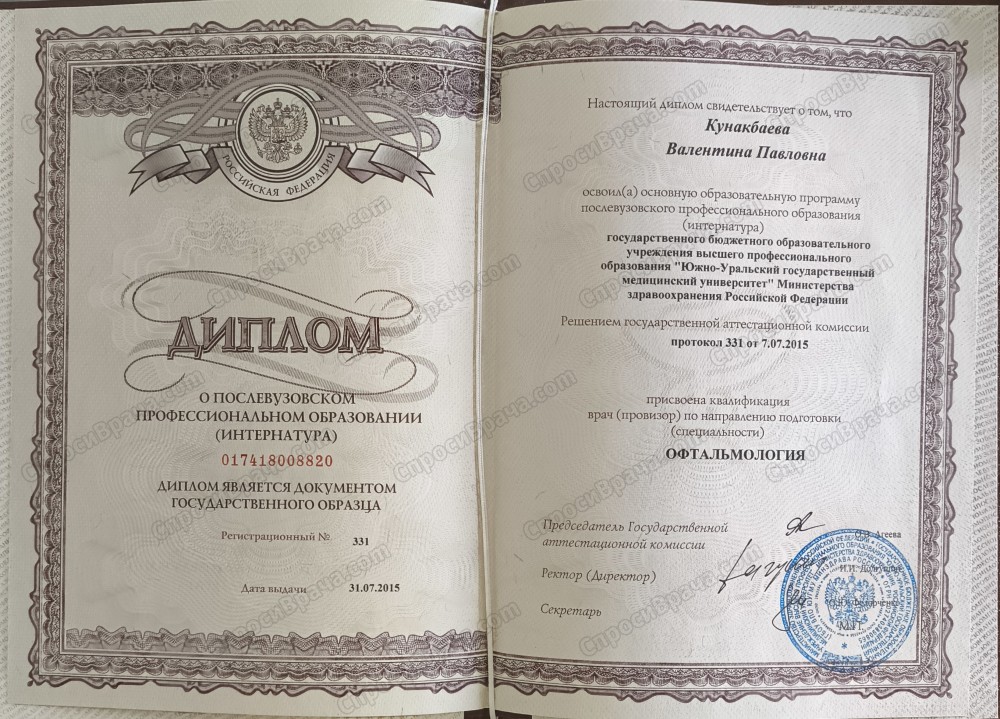 РОССИЙСКАЯ ФЕДЕРАЦИЯ
ДИПЛОМ
О ПОСЛЕВУЗОВСКОМ
ПРОФЕССИОНАЛЬНОМ ОБРАЗОВАНИИ
(ИНТЕРНАТУРА)
017418008820
ДИПЛОМ ЯВЛЯЕТСЯ ДОКУМЕНТОМ
ГОСУДАРСТВЕННОГО ОБРАЗЦА
Регистрационный № 331
Дата выдачи 31.07.2015
Настоящий диплом свидетельствует о том, что
Кунакбаева
Валентина Павловна
освоил(а) основную образовательную программу
послевузовского профессионального образования
(интернатура)
государственного бюджетного образовательного
учреждения высшего профессионального
образования "Южно-Уральский государственный
медицинский университет" Министерства
здравоохранения Российской Федерации
Решением государственной аттестационной комиссии
протокол 331 от 7.07.2015
присвоена квалификация
врач (провизор) по направлению подготовки
(специальности)
ОФТАЛЬМОЛОГИЯ
Председатель Государственной
аттестационной комиссии
Агеева
Ректор (Директор)
И.И.
Секретарь
М.П.
СпросиВрача.com